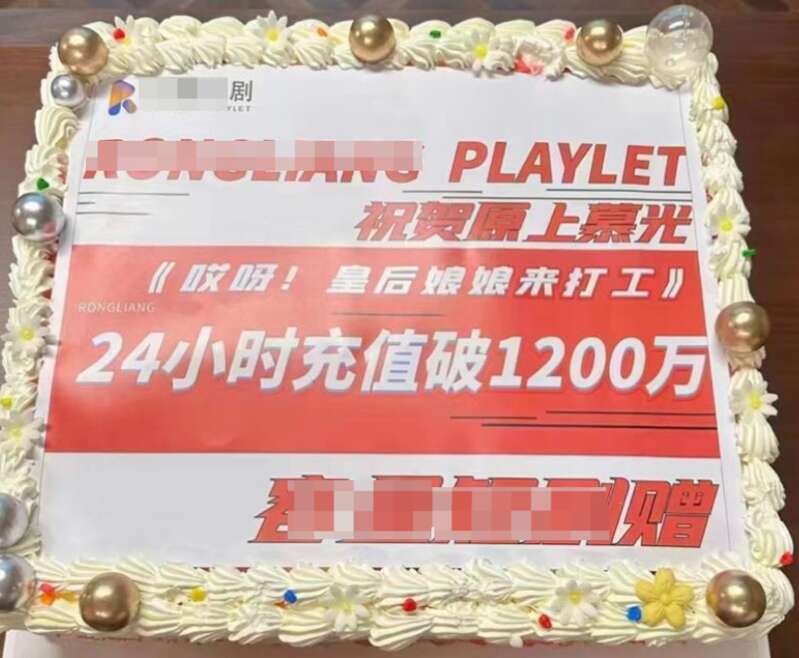 剧
RONGLIANG PLAYLET
祝贺原上慕光
《哎呀！皇后娘娘来打工》
RONGLIANG
24小时充值破1200万
赠